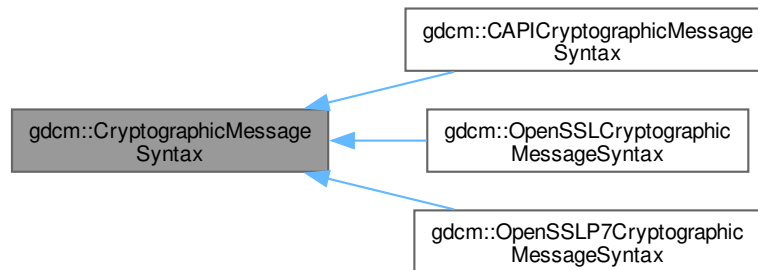 gdcm::CAPICryptographicMessage
Syntax
gdcm::CryptographicMessage
Syntax
gdcm::OpenSSLCryptographic
MessageSyntax
gdcm::OpenSSLP7Cryptographic
MessageSyntax